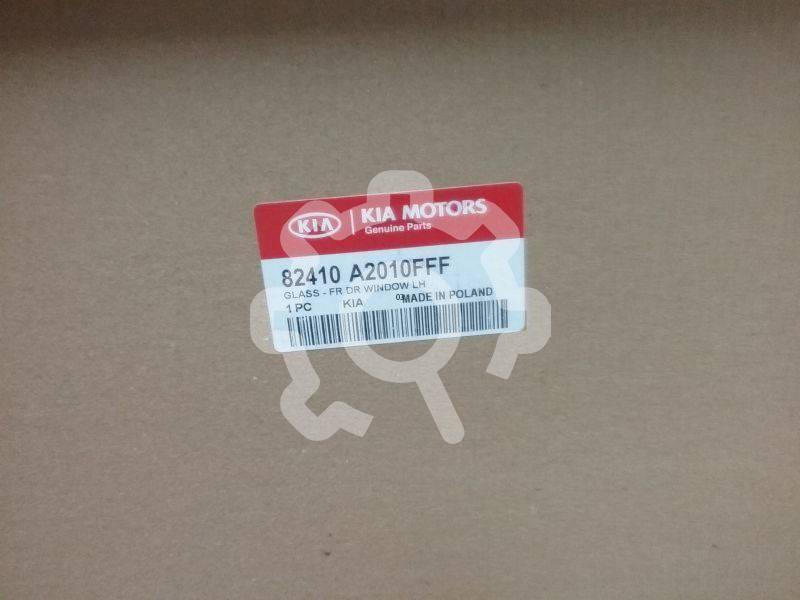 KIA KIA MOTORS
Genuine Parts
82410 A2010FFF
GLASS - FR DR WINDOW LH
1 PC KIA 03 MADE IN POLAND